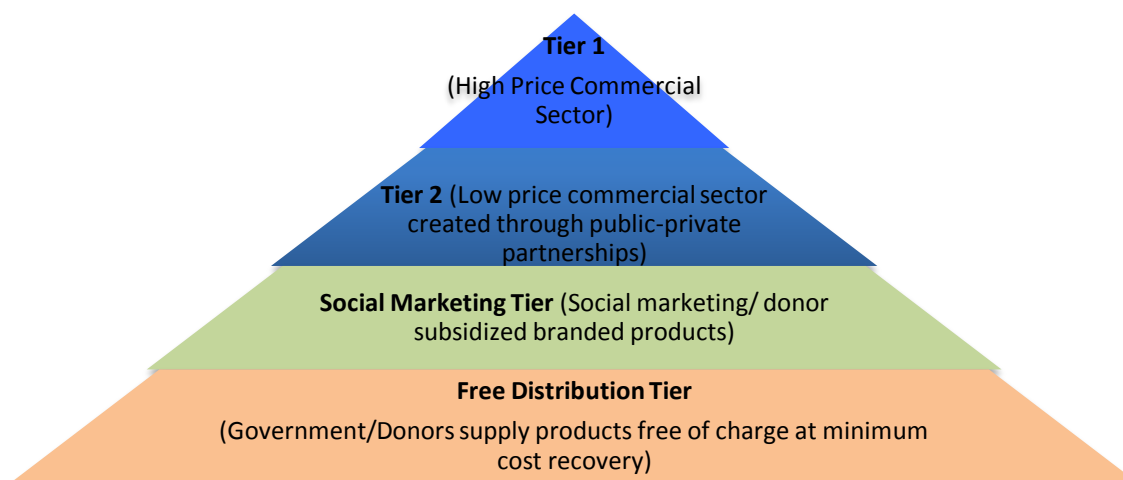 Tier 1
(High Price Commercial
Sector)
Tier 2 (Low price commercial sector
created through public-private
partnerships)
Social Marketing Tier (Social marketing/ donor
subsidized branded products)
Free Distribution Tier
(Government/Donors supply products free of charge at minimum
cost recovery)